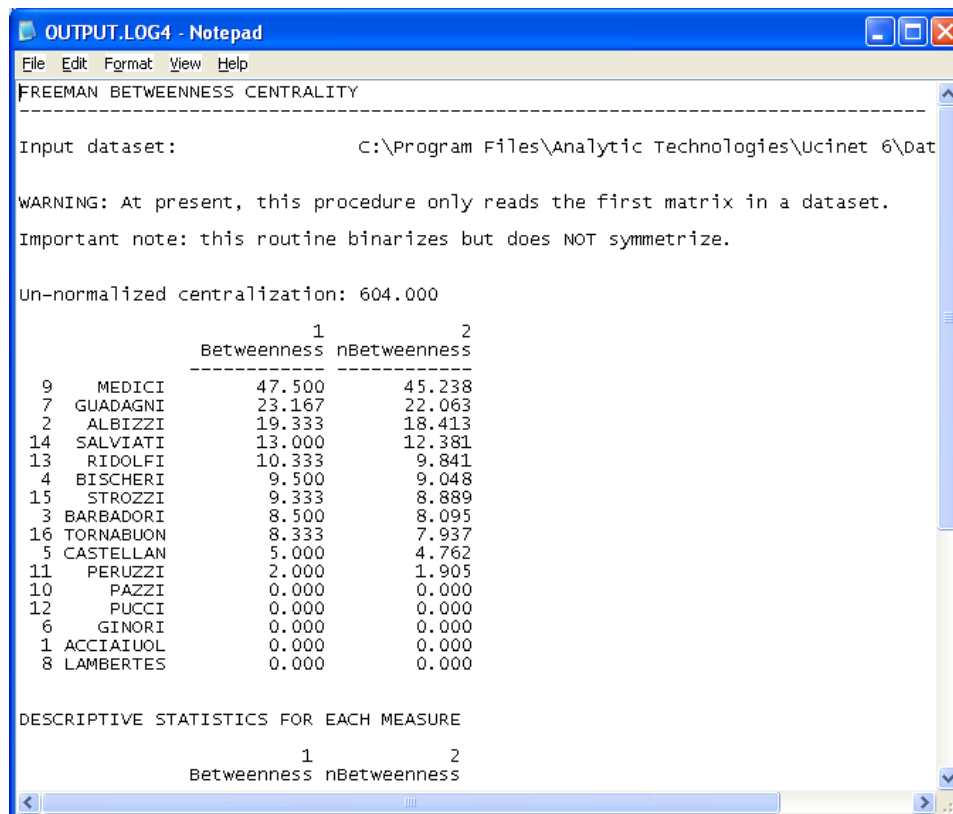 OUTPUT.LOG4 - Notepad
File Edit Format View Help
FREEMAN BETWEENNESS CENTRALITY
--------------------------------------------------------------------------------
Input dataset: C:\Program Files\Analytic Technologies\Ucinet 6\Dat
WARNING: At present, this procedure only reads the first matrix in a dataset.
Important note: this routine binarizes but does NOT symmetrize.
Un-normalized centralization: 604.000
1 2
Betweenness nBetweenness
------------ ------------
9 MEDICI 47.500 45.238
7 GUADAGNI 23.167 22.063
2 ALBIZZI 19.333 18.413
14 SALVIATI 13.000 12.381
13 RIDOLFI 10.333 9.841
4 BISCHERI 9.500 9.048
15 STROZZI 9.333 8.889
3 BARBADORI 8.500 8.095
16 TORNABUON 8.333 7.937
5 CASTELLAN 5.000 4.762
11 PERUZZI 2.000 1.905
10 PAZZI 0.000 0.000
12 PUCCI 0.000 0.000
6 GINORI 0.000 0.000
1 ACCIAIUOL 0.000 0.000
8 LAMBERTES 0.000 0.000
DESCRIPTIVE STATISTICS FOR EACH MEASURE
1 2
Betweenness nBetweenness